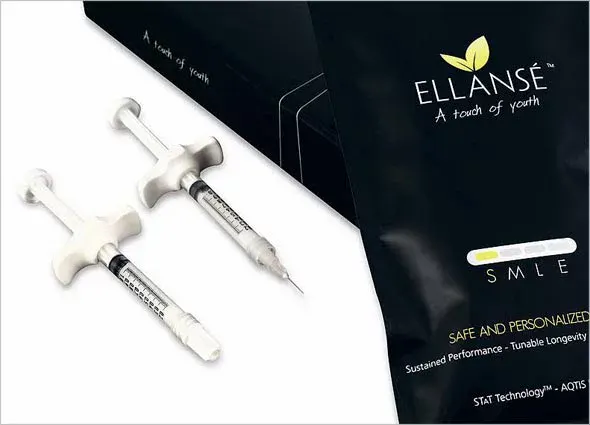 A touch of youth
ELLANSÉ™
A touch of youth
S M L E
SAFE AND PERSONALIZED
Sustained Performance - Tunable Longevity
STAT Technology™ - AQTIS